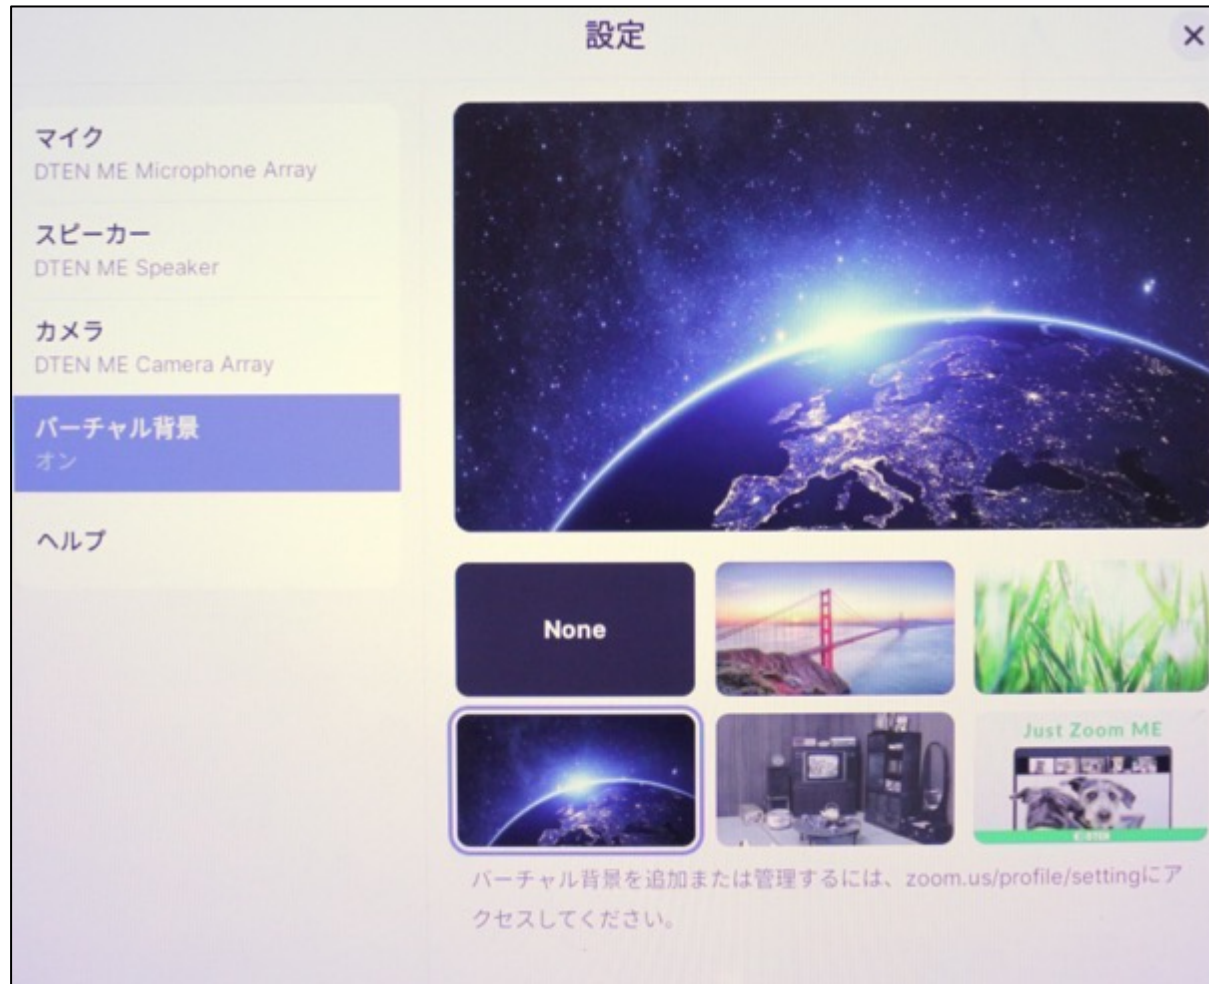 設定
マイク
DTEN ME Microphone Array
スピーカー
DTEN ME Speaker
カメラ
DTEN ME Camera Array
バーチャル背景
オン
ヘルプ
None
Just Zoom ME
DTEN
バーチャル背景を追加または管理するには、zoom.us/profile/settingにア
クセスしてください。